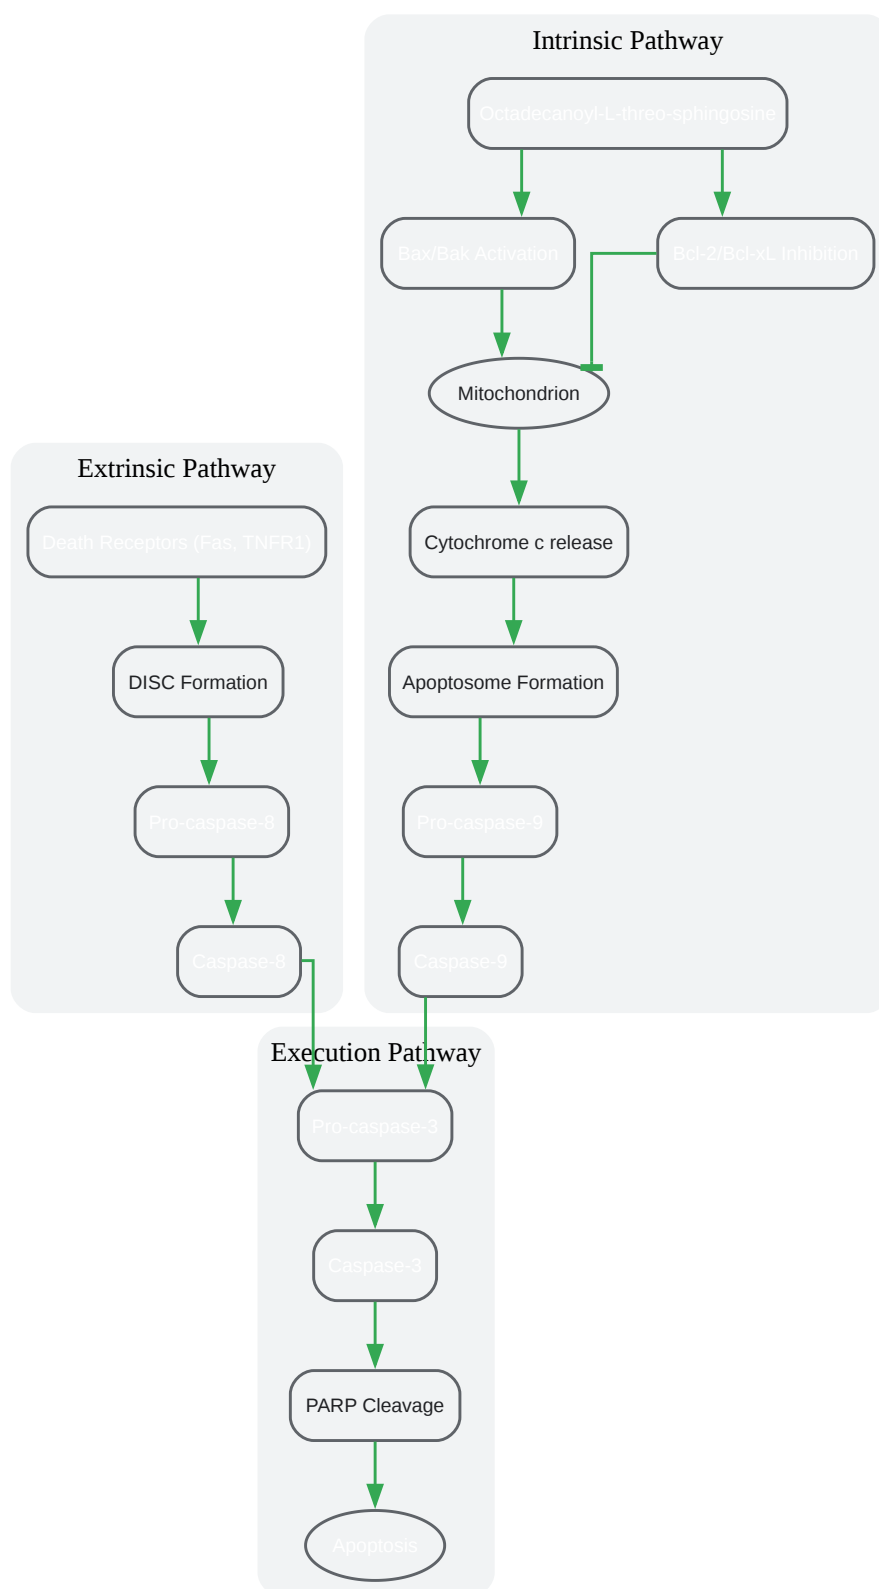 Intrinsic Pathway
Octadecanoyl-L-threo-sphingosine
Bax/Bak Activation
Bcl-2/Bcl-xL Inhibition
Mitochondrion
Cytochrome c release
Apoptosome Formation
Pro-caspase-9
Caspase-9
Extrinsic Pathway
Death Receptors (Fas, TNFR1)
DISC Formation
Pro-caspase-8
Caspase-8
Execution Pathway
Pro-caspase-3
Caspase-3
PARP Cleavage
Apoptosis